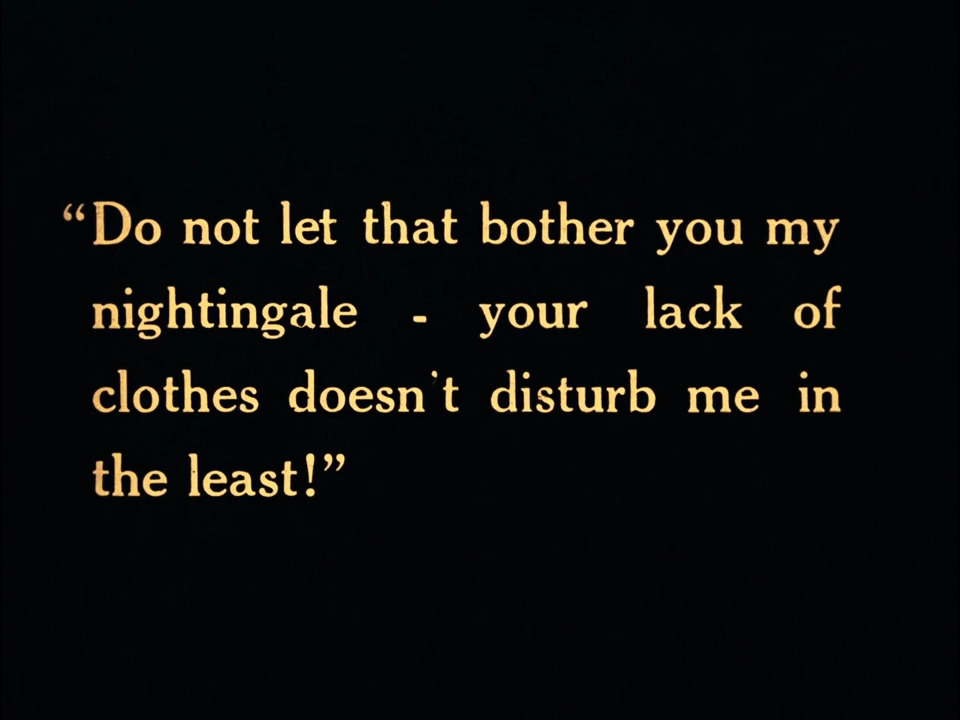 “Do not let that bother you my
nightingale - your lack of
clothes doesn't disturb me in
the least!”